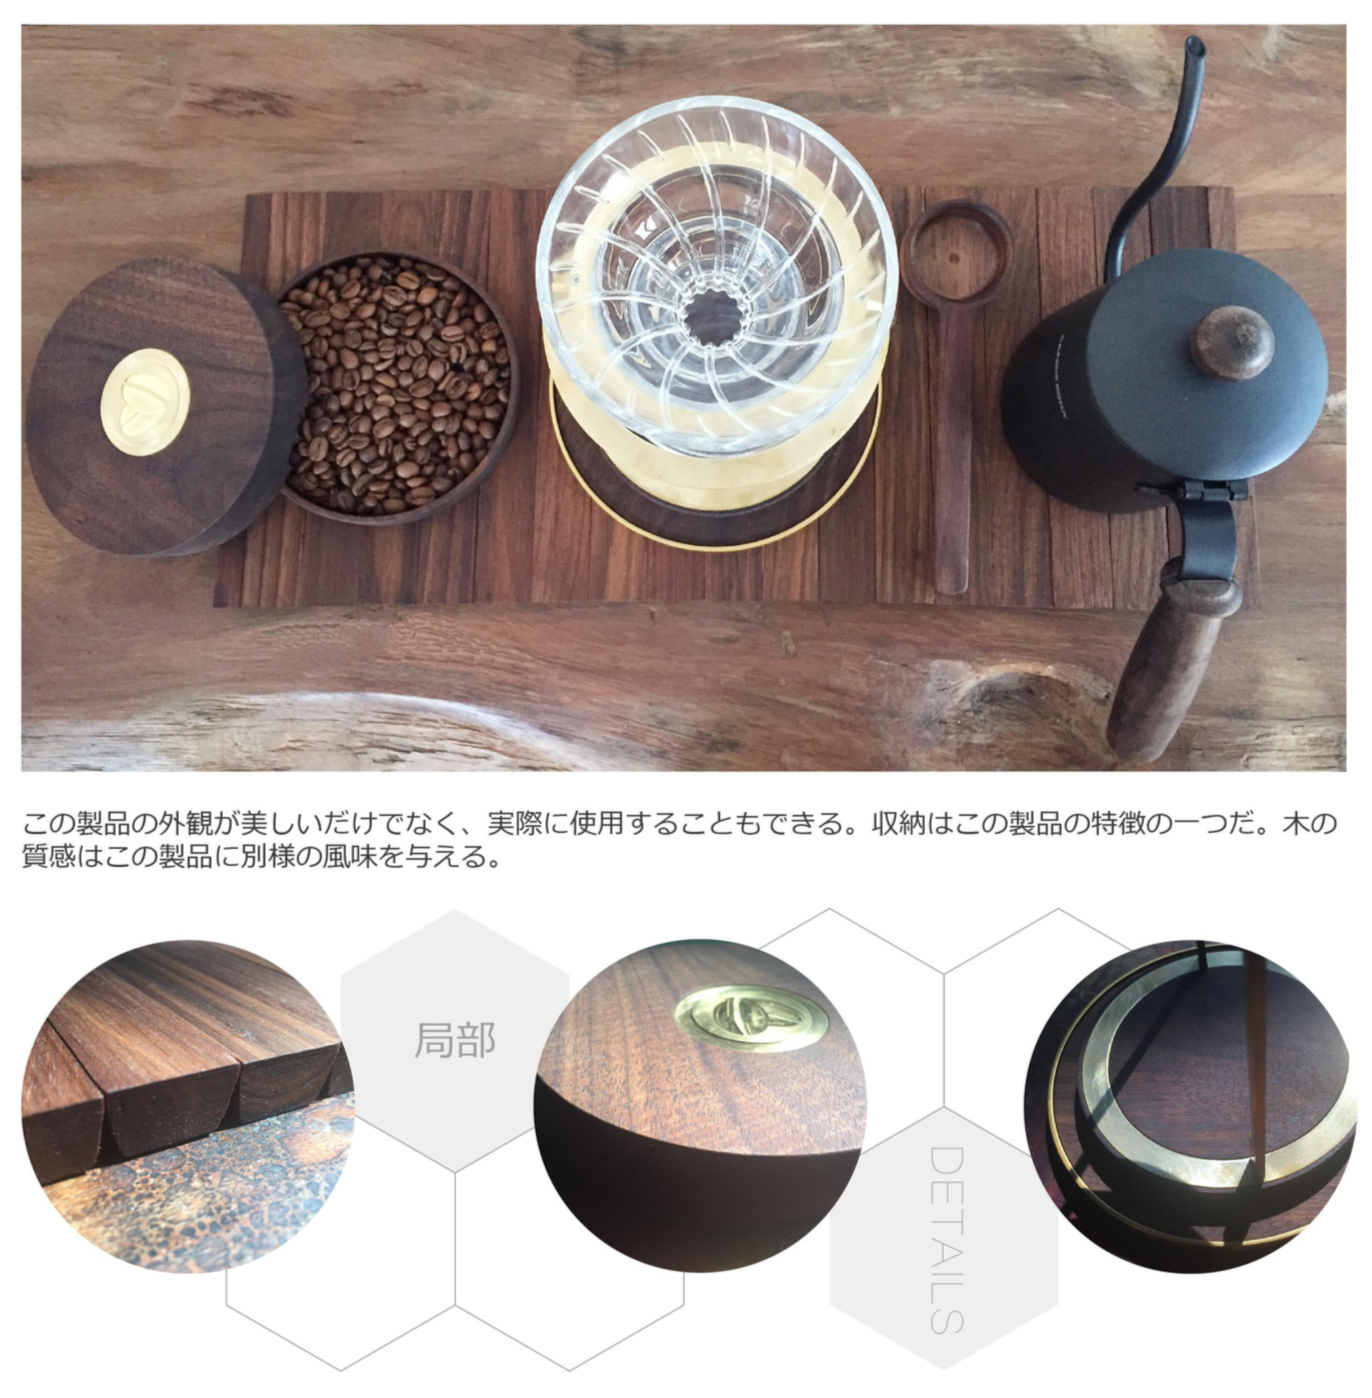 この製品の外観が美しいだけでなく、実際に使用することもできる。収納はこの製品の特徴の一つだ。木の
質感はこの製品に別様の風味を与える。
局部
DETAILS